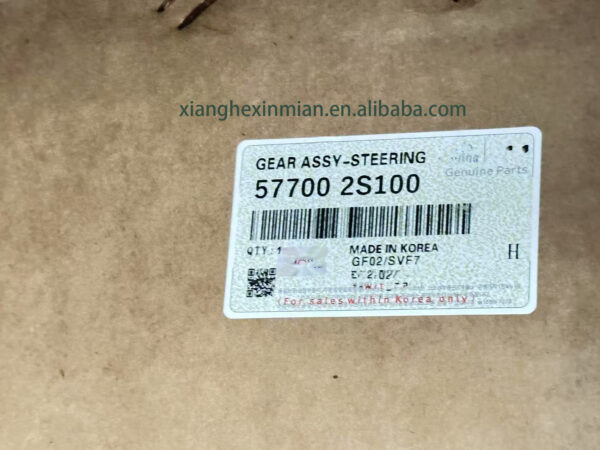 xianghexinmian.en.alibaba.com
GEAR ASSY-STEERING
Genuine Parts
57700 2S100
QTY: 1
MADE IN KOREA
GF02/SVF7
H
(For sales within Korea only)